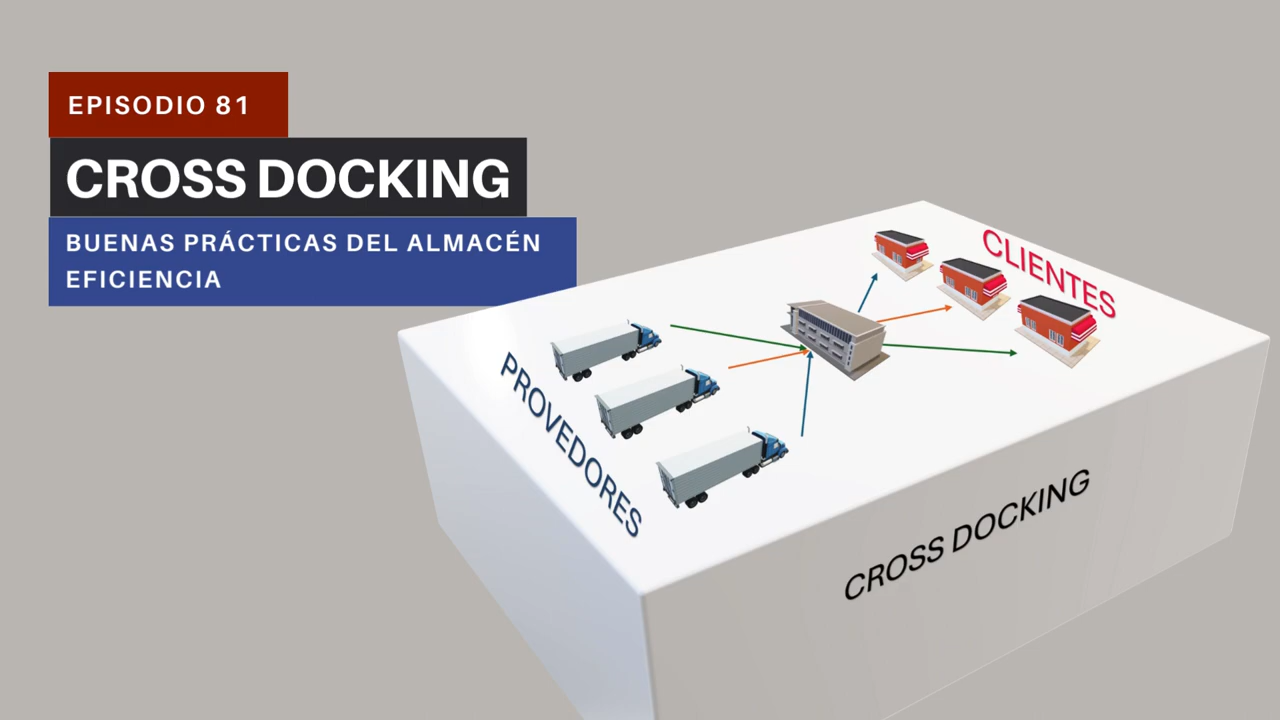 EPISODIO 81
CROSS DOCKING
BUENAS PRÁCTICAS DEL ALMACÉN
EFICIENCIA
CLIENTES
PROVEDORES
CROSS DOCKING